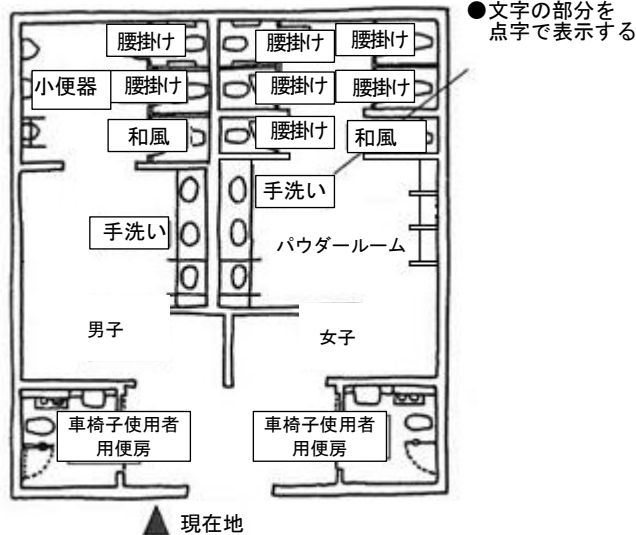 ●文字の部分を
点字で表示する
腰掛け
腰掛け
腰掛け
小便器
腰掛け
腰掛け
腰掛け
和風
腰掛け
和風
手洗い
手洗い
パウダールーム
男子
女子
車椅子使用者
用便房
車椅子使用者
用便房
現在地